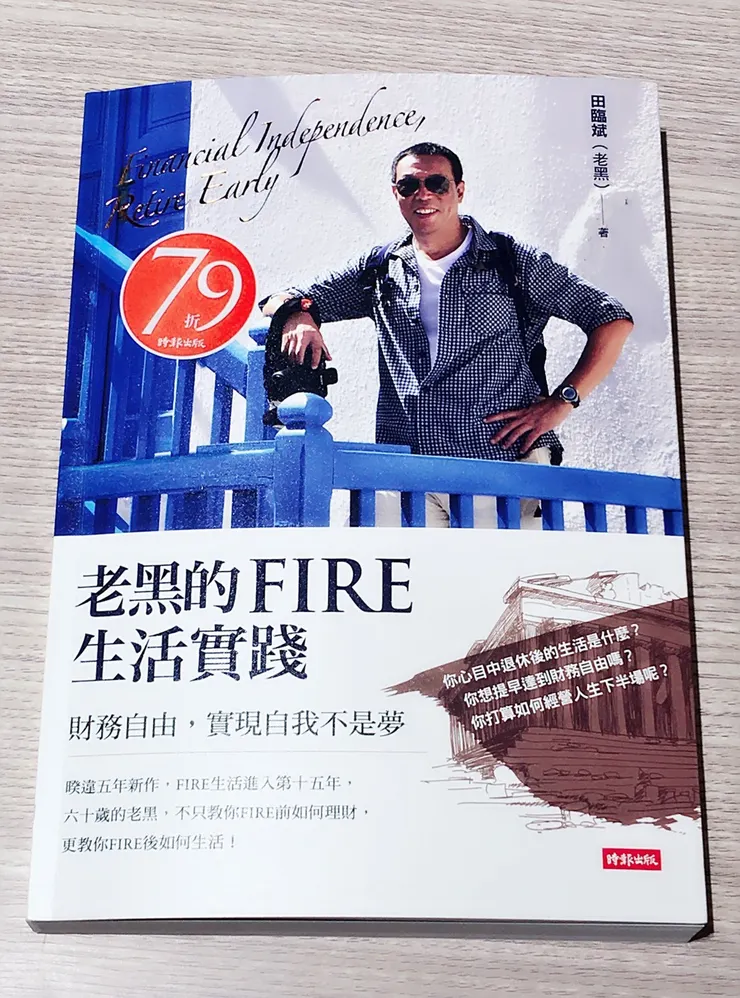 Financial Independence,
Retire Early
田臨斌（老黑）──著
79折
時報出版
老黑的FIRE
生活實踐
財務自由，實現自我不是夢
你心目中退休後的生活是什麼？
你想提早達到財務自由嗎？
你打算如何經營人生下半場呢？
睽違五年新作，FIRE生活進入第十五年，
六十歲的老黑，不只教你FIRE前如何理財，
更教你FIRE後如何生活！
時報出版